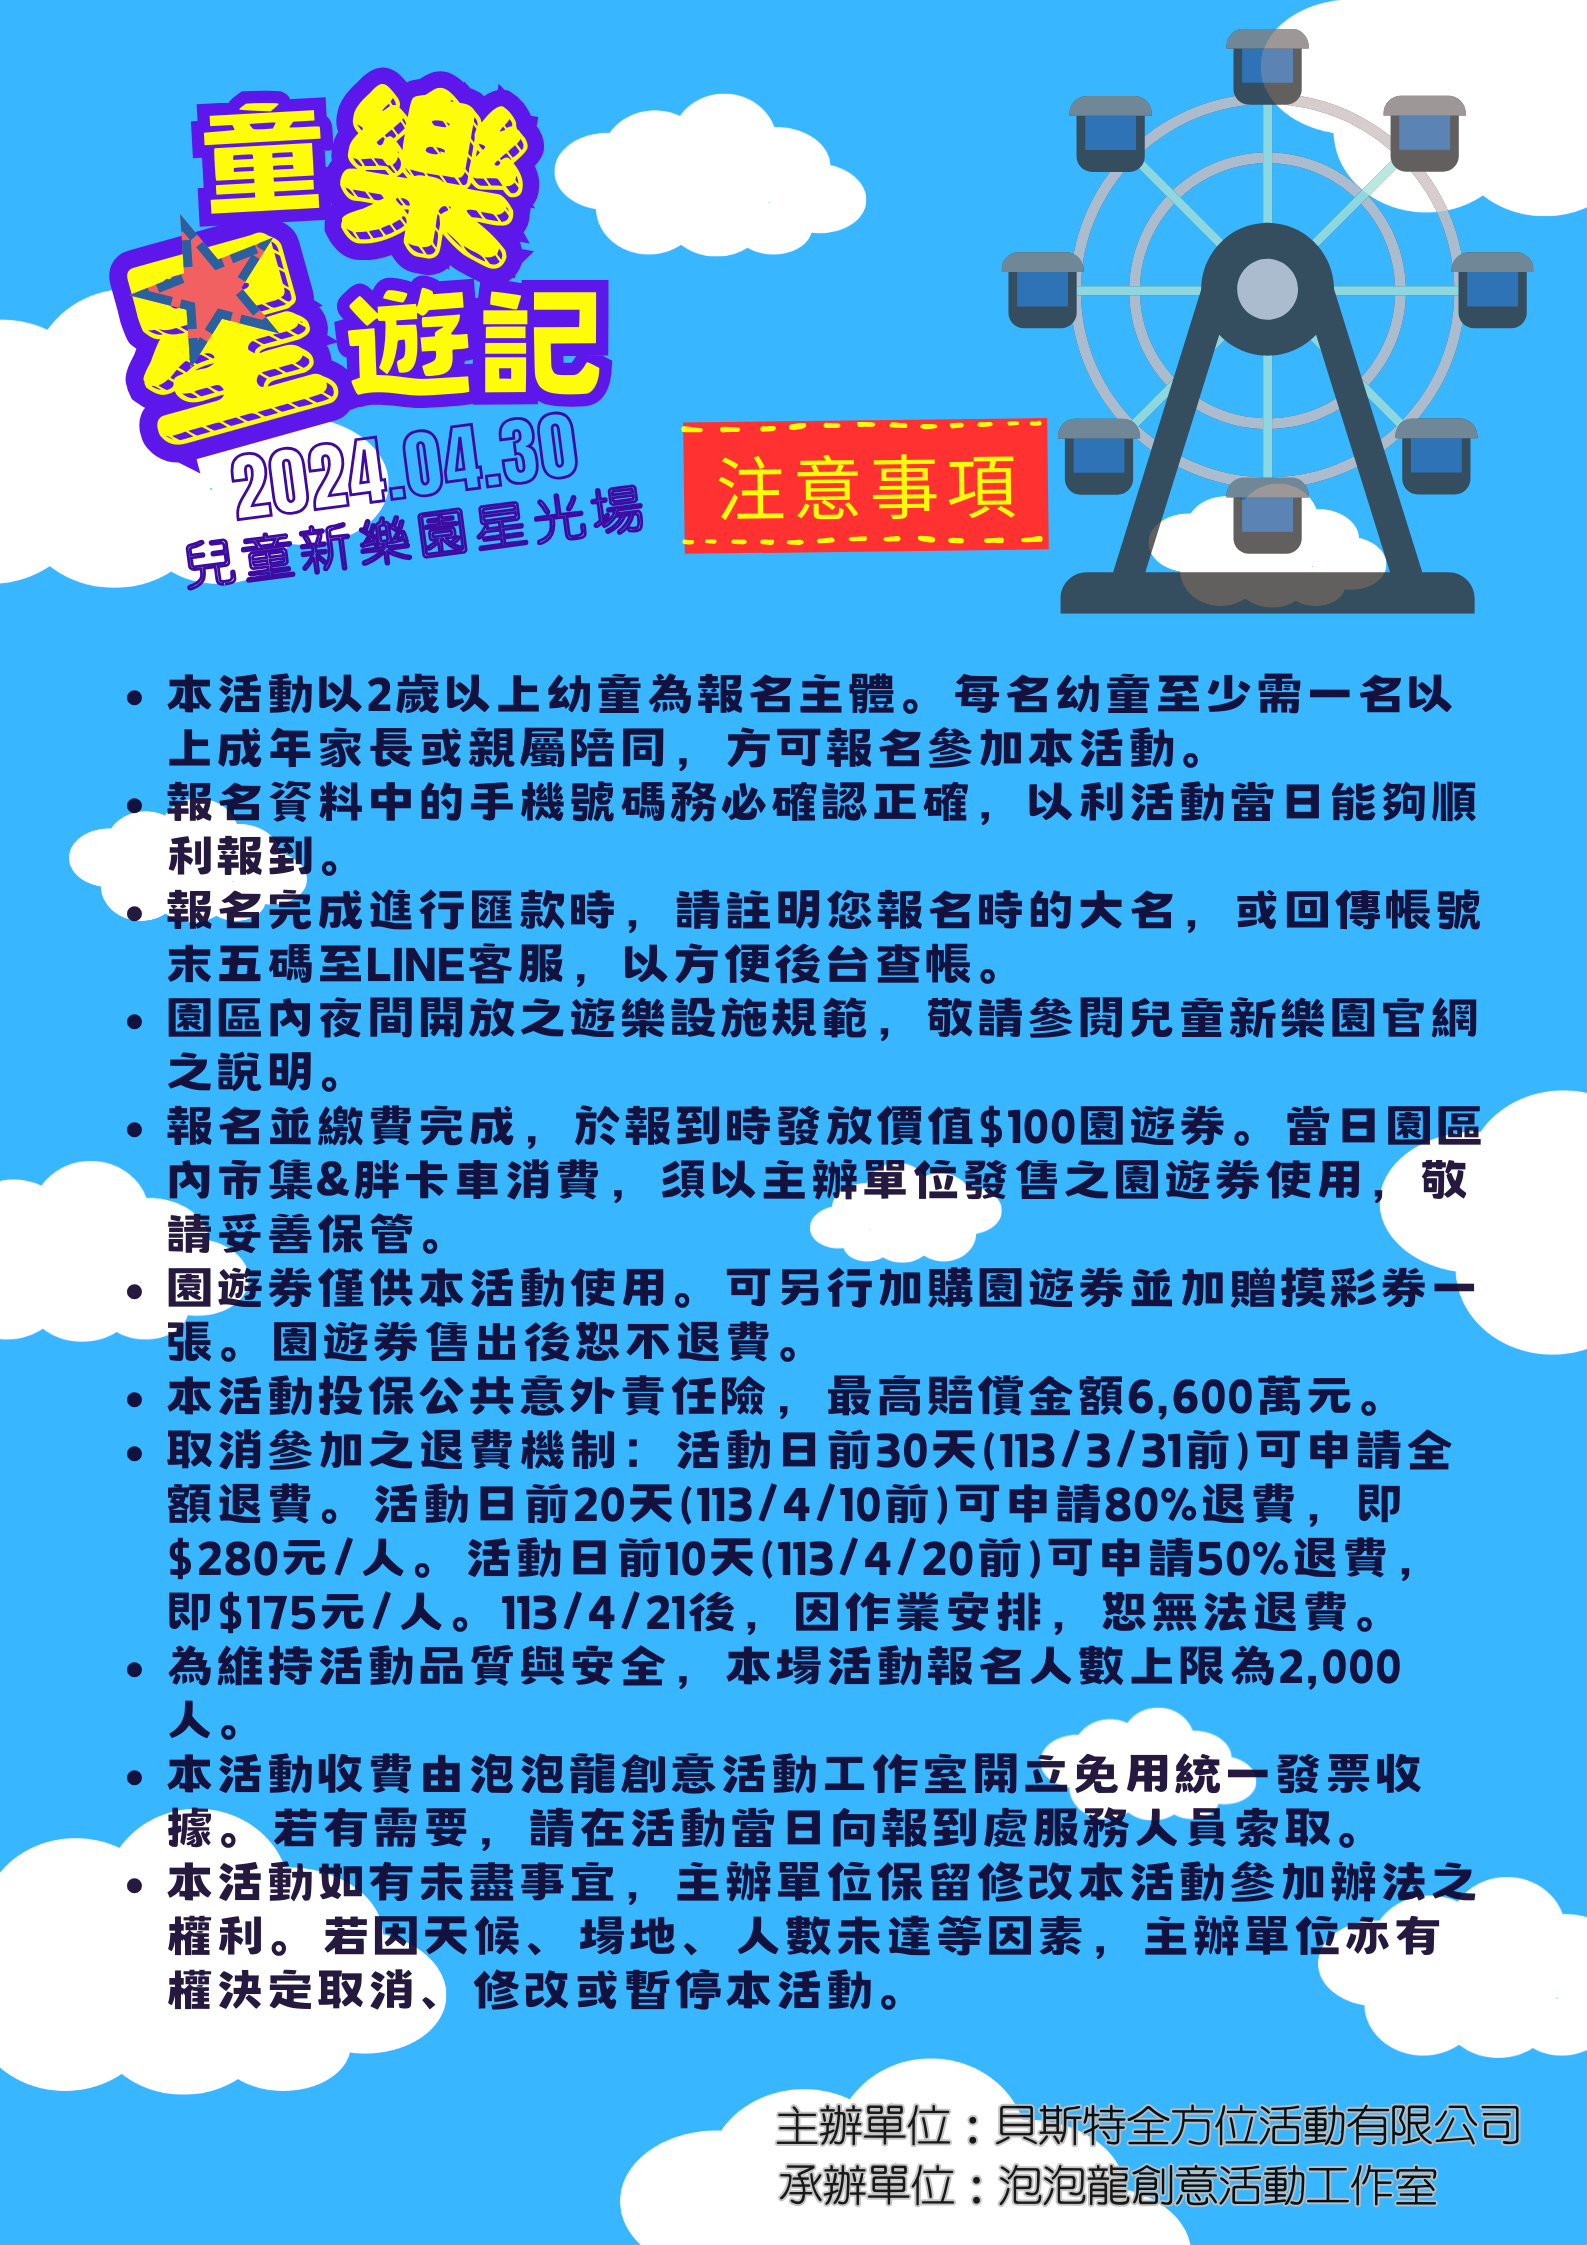 童樂
星遊記
2024.04.30
兒童新樂園星光場
注意事項
• 本活動以2歲以上幼童為報名主體。每名幼童至少需一名以
上成年家長或親屬陪同，方可報名參加本活動。
• 報名資料中的手機號碼務必確認正確，以利活動當日能夠順
利報到。
• 報名完成進行匯款時，請註明您報名時的大名，或回傳帳號
末五碼至LINE客服，以方便後台查帳。
• 園區內夜間開放之遊樂設施規範，敬請參閱兒童新樂園官網
之說明。
• 報名並繳費完成，於報到時發放價值$100園遊券。當日園區
內市集&胖卡車消費，須以主辦單位發售之園遊券使用，敬
請妥善保管。
• 園遊券僅供本活動使用。可另行加購園遊券並加贈摸彩券一
張。園遊券售出後恕不退費。
• 本活動投保公共意外責任險，最高賠償金額6,600萬元。
• 取消參加之退費機制：活動日前30天(113/3/31前)可申請全
額退費。活動日前20天(113/4/10前)可申請80%退費，即
$280元/人。活動日前10天(113/4/20前)可申請50%退費，
即$175元/人。113/4/21後，因作業安排，恕無法退費。
• 為維持活動品質與安全，本場活動報名人數上限為2,000
人。
• 本活動收費由泡泡龍創意活動工作室開立免用統一發票收
據。若有需要，請在活動當日向報到處服務人員索取。
• 本活動如有未盡事宜，主辦單位保留修改本活動參加辦法之
權利。若因天候、場地、人數未達等因素，主辦單位亦有
權決定取消、修改或暫停本活動。
主辦單位：貝斯特全方位活動有限公司
承辦單位：泡泡龍創意活動工作室